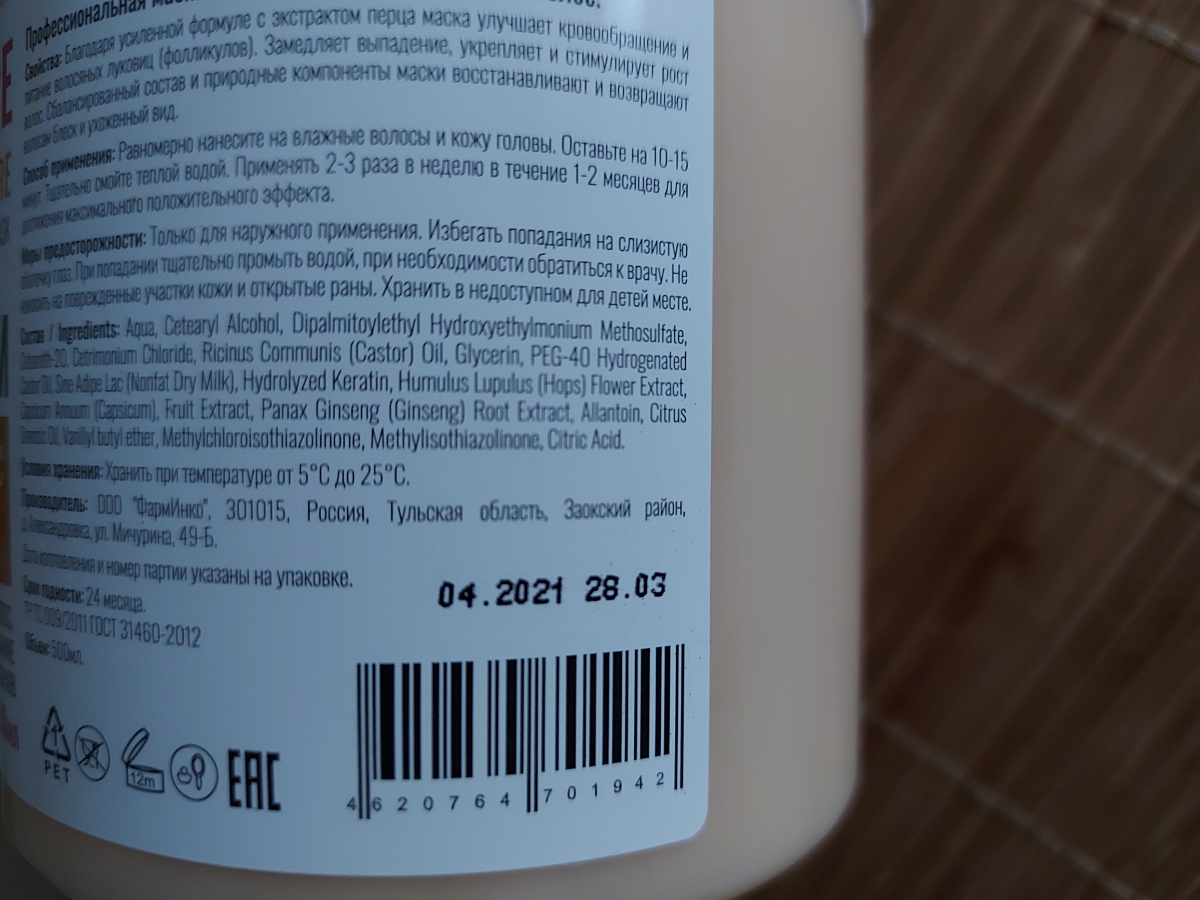 Профессиональная
Свойства: Благодаря усиленной формуле с экстрактом перца маска улучшает кровообращение и
питание волосяных луковиц (фолликулов). Замедляет выпадение, укрепляет и стимулирует рост
волос. Сбалансированный состав и природные компоненты маски восстанавливают и возвращают
волосам блеск и ухоженный вид.
Способ применения: Равномерно нанесите на влажные волосы и кожу головы. Оставьте на 10-15
минут. Тщательно смойте теплой водой. Применять 2-3 раза в неделю в течение 1-2 месяцев для
достижения максимального положительного эффекта.
Меры предосторожности: Только для наружного применения. Избегать попадания на слизистую
оболочку глаз. При попадании тщательно промыть водой, при необходимости обратиться к врачу. Не
наносить на поврежденные участки кожи и открытые раны. Хранить в недоступном для детей месте.
Состав / Ingredients: Aqua, Cetearyl Alcohol, Dipalmitoylethyl Hydroxyethylmonium Methosulfate,
Cetrimonium Chloride, Ricinus Communis (Castor) Oil, Glycerin, PEG-40 Hydrogenated
Castor Oil, Sine Adipe Lac (Nonfat Dry Milk), Hydrolyzed Keratin, Humulus Lupulus (Hops) Flower Extract,
Capsicum Annuum (Capsicum), Fruit Extract, Panax Ginseng (Ginseng) Root Extract, Allantoin, Citrus
Oil, Vanillyl butyl ether, Methylchloroisothiazolinone, Methylisothiazolinone, Citric Acid.
Условия хранения: Хранить при температуре от 5°C до 25°C.
Производитель: ООО "ФармИнко", 301015, Россия, Тульская область, Заокский район,
д.Александровка, ул. Мичурина, 49-Б.
Дата изготовления и номер партии указаны на упаковке.
Срок годности: 24 месяца.
04.2021 28.03
ТР ТС 009/2011 ГОСТ 31460-2012
Объем: 500мл.
PET
12m
EAC
4 620764 701942